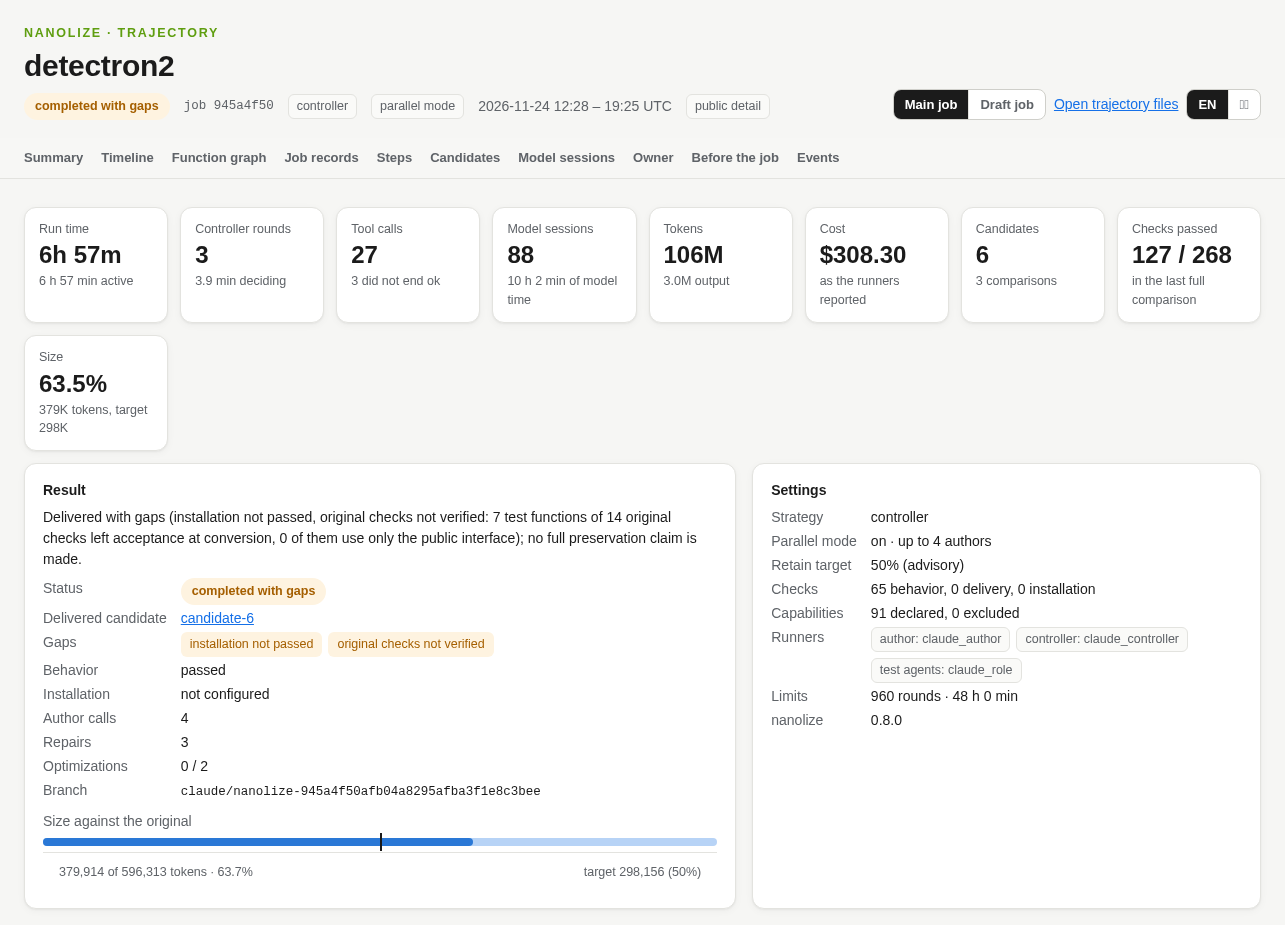 NANOLIZE · TRAJECTORY
detectron2
completed with gaps job 945a4f50 controller parallel mode 2026-11-24 12:28 – 19:25 UTC public detail Main job Draft job Open trajectory files EN
Summary Timeline Function graph Job records Steps Candidates Model sessions Owner Before the job Events
Run time
6h 57m
6 h 57 min active
Controller rounds
3
3.9 min deciding
Tool calls
27
3 did not end ok
Model sessions
88
10 h 2 min of model
time
Tokens
106M
3.0M output
Cost
$308.30
as the runners
reported
Candidates
6
3 comparisons
Checks passed
127 / 268
in the last full
comparison
Size
63.5%
379K tokens, target
298K
Result
Delivered with gaps (installation not passed, original checks not verified: 7 test functions of 14 original
checks left acceptance at conversion, 0 of them use only the public interface); no full preservation claim is
made.
Status completed with gaps
Delivered candidate candidate-6
Gaps installation not passed original checks not verified
Behavior passed
Installation not configured
Author calls 4
Repairs 3
Optimizations 0 / 2
Branch claude/nanolize-945a4f50afb04a8295afba3f1e8c3bee
Size against the original
379,914 of 596,313 tokens · 63.7% target 298,156 (50%)
Settings
Strategy controller
Parallel mode on · up to 4 authors
Retain target 50% (advisory)
Checks 65 behavior, 0 delivery, 0 installation
Capabilities 91 declared, 0 excluded
Runners author: claude_author controller: claude_controller
test agents: claude_role
Limits 960 rounds · 48 h 0 min
nanolize 0.8.0